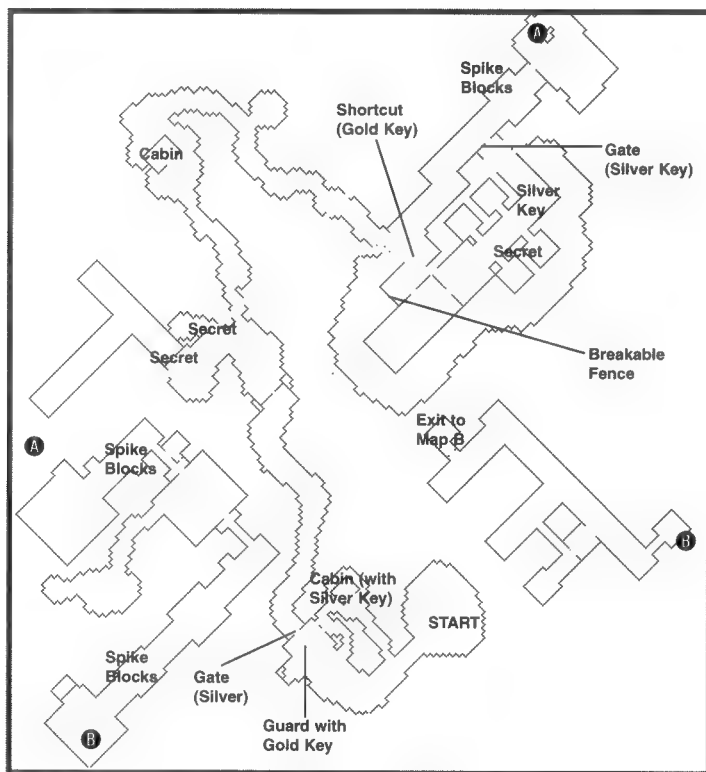 A
Spike
Blocks
Shortcut
(Gold Key)
Gate
(Silver Key)
Cabin
Silver
Key
Secret
Secret
Secret
Breakable
Fence
Exit to
Map B
A
Spike
Blocks
B
Cabin (with
Silver Key)
START
Spike
Blocks
Gate
(Silver)
Guard with
Gold Key
B